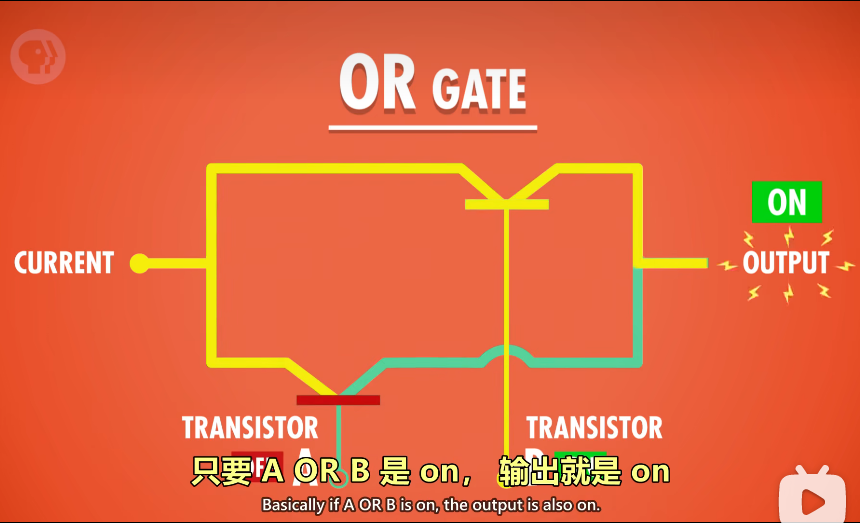 OR GATE
ON
CURRENT
OUTPUT
TRANSISTOR
TRANSISTOR
A
只要 A OR B 是 on， 输出就是 on
Basically if A OR B is on, the output is also on.